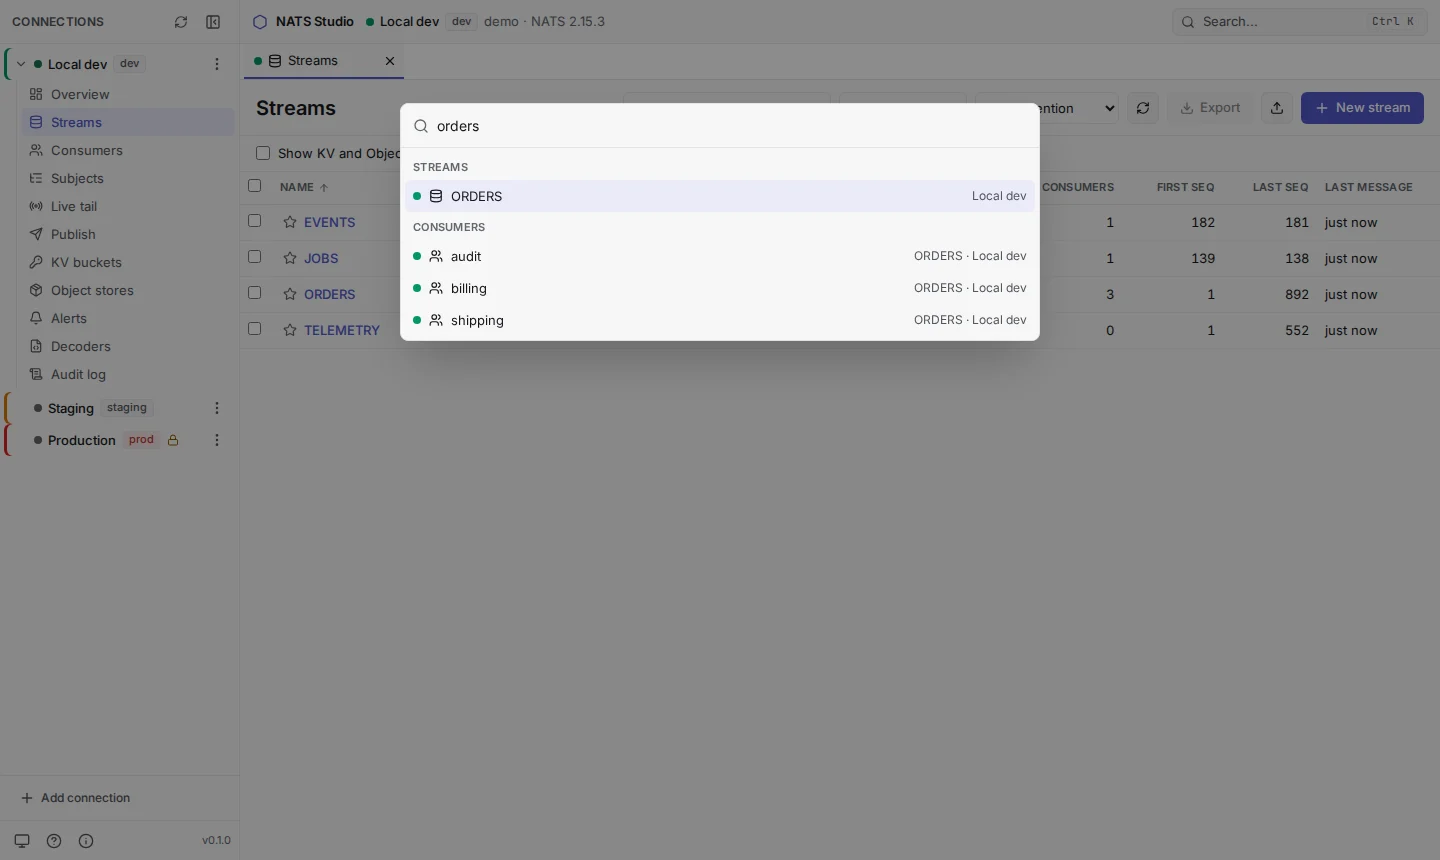 CONNECTIONS
NATS Studio Local dev dev demo · NATS 2.15.3
Search... Ctrl K
Local dev dev
Overview
Streams
Consumers
Subjects
Live tail
Publish
KV buckets
Object stores
Alerts
Decoders
Audit log
Staging staging
Production prod
Add connection
v0.1.0
Streams
Streams
Export
New stream
Show KV and
NAME ↑ CONSUMERS FIRST SEQ LAST SEQ LAST MESSAGE
EVENTS 1 182 181 just now
JOBS 1 139 138 just now
ORDERS 3 1 892 just now
TELEMETRY 0 1 552 just now
orders
STREAMS
ORDERS Local dev
CONSUMERS
audit ORDERS · Local dev
billing ORDERS · Local dev
shipping ORDERS · Local dev